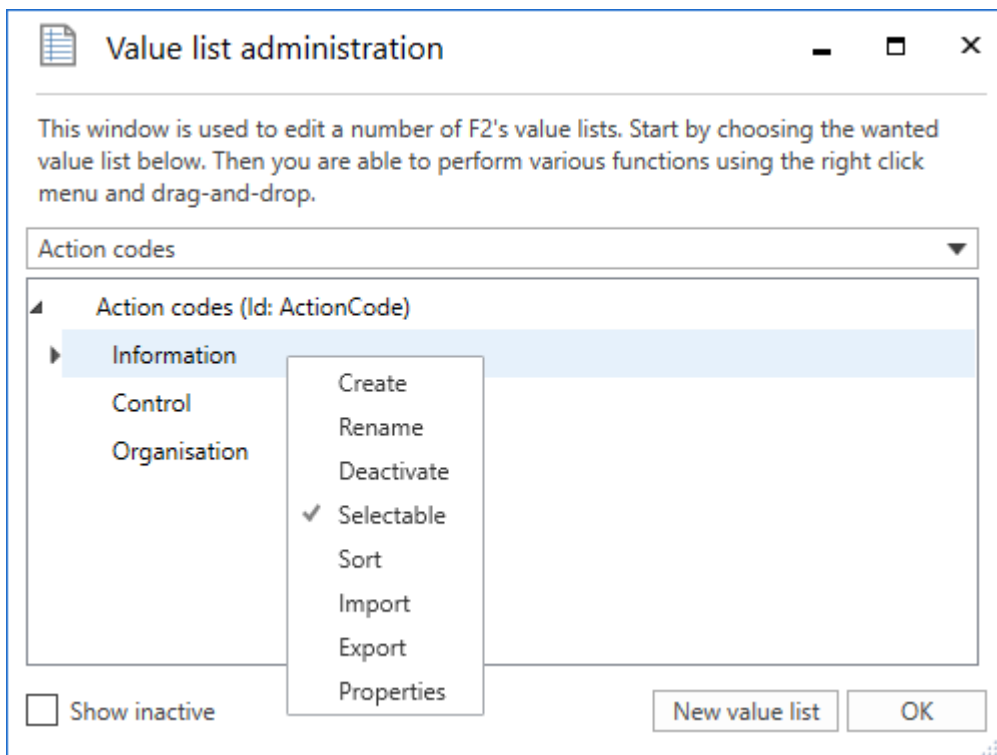 Value list administration
This window is used to edit a number of F2's value lists. Start by choosing the wanted
value list below. Then you are able to perform various functions using the right click
menu and drag-and-drop.
Action codes
Action codes (Id: ActionCode)
Information
Control
Organisation
Create
Rename
Deactivate
Selectable
Sort
Import
Export
Properties
Show inactive
New value list
OK